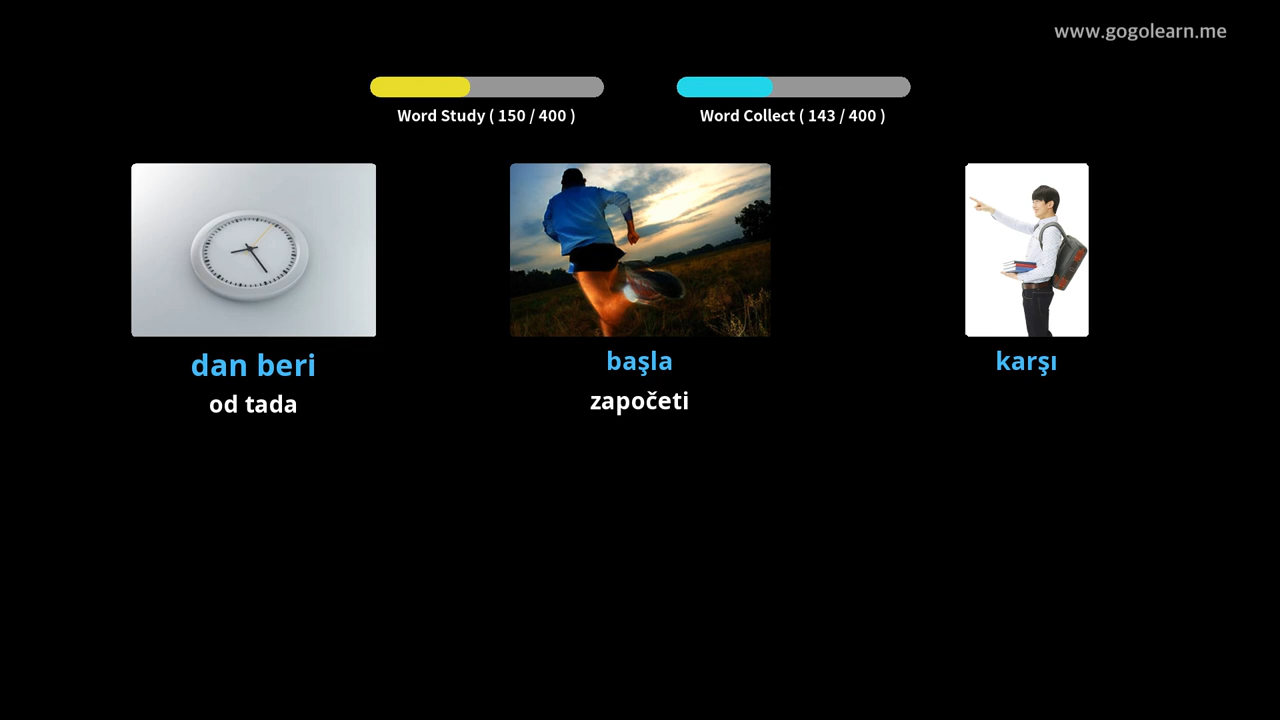 www.gogolearn.me
Word Study ( 150 / 400 )
Word Collect ( 143 / 400 )
dan beri
od tada
başla
započeti
karşı